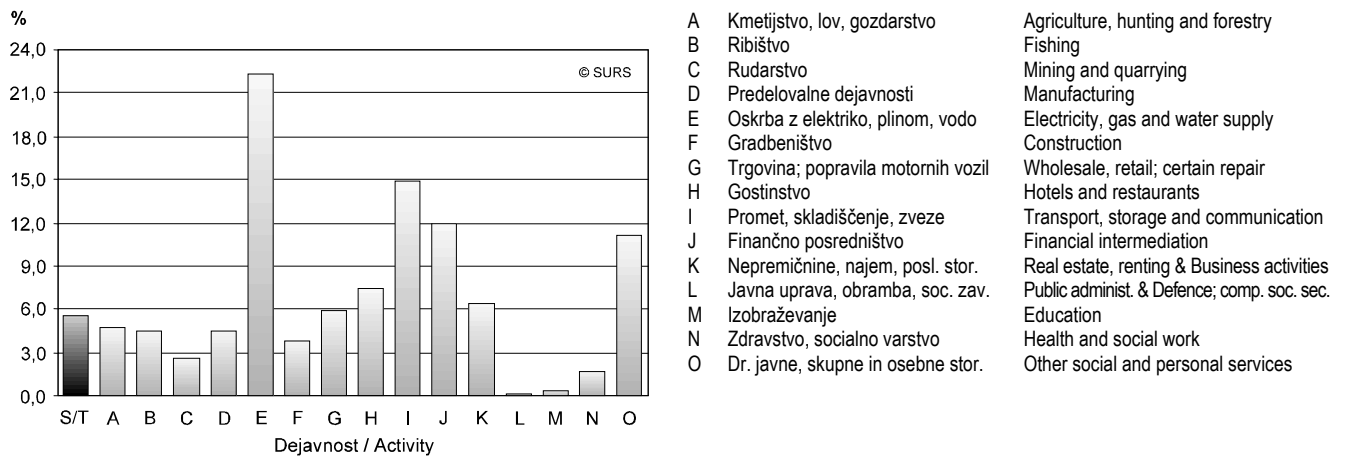 %
24,0
21,0
18,0
15,0
12,0
9,0
6,0
3,0
0,0
© SURS
S/T A B C D E F G H I J K L M N O
Dejavnost / Activity
A Kmetijstvo, lov, gozdarstvo Agriculture, hunting and forestry
B Ribištvo Fishing
C Rudarstvo Mining and quarrying
D Predelovalne dejavnosti Manufacturing
E Oskrba z elektriko, plinom, vodo Electricity, gas and water supply
F Gradbeništvo Construction
G Trgovina; popravila motornih vozil Wholesale, retail; certain repair
H Gostinstvo Hotels and restaurants
I Promet, skladiščenje, zveze Transport, storage and communication
J Finančno posredništvo Financial intermediation
K Nepremičnine, najem, posl. stor. Real estate, renting & Business activities
L Javna uprava, obramba, soc. zav. Public administ. & Defence; comp. soc. sec.
M Izobraževanje Education
N Zdravstvo, socialno varstvo Health and social work
O Dr. javne, skupne in osebne stor. Other social and personal services